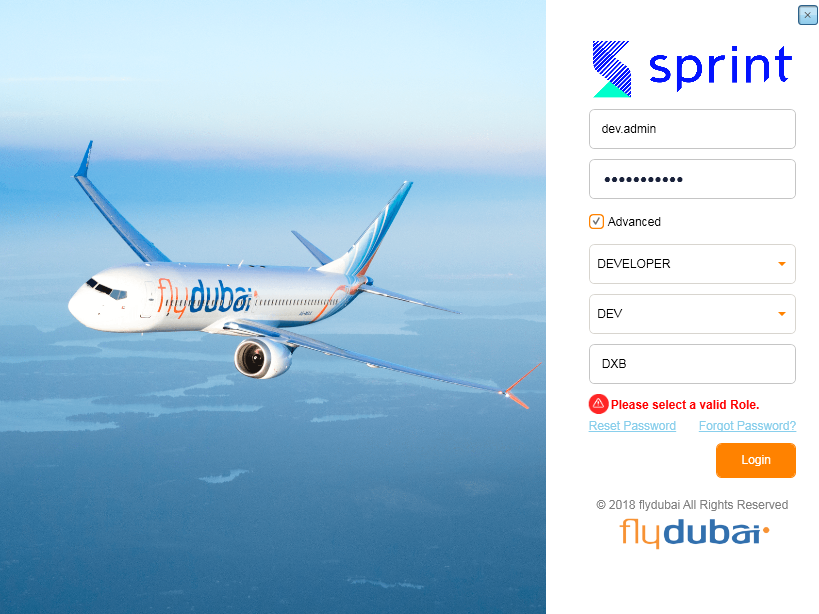 sprint
dev.admin
Advanced
DEVELOPER
DEV
DXB
Please select a valid Role.
Reset Password Forgot Password?
Login
© 2018 flydubai All Rights Reserved
flydubai
flydubai